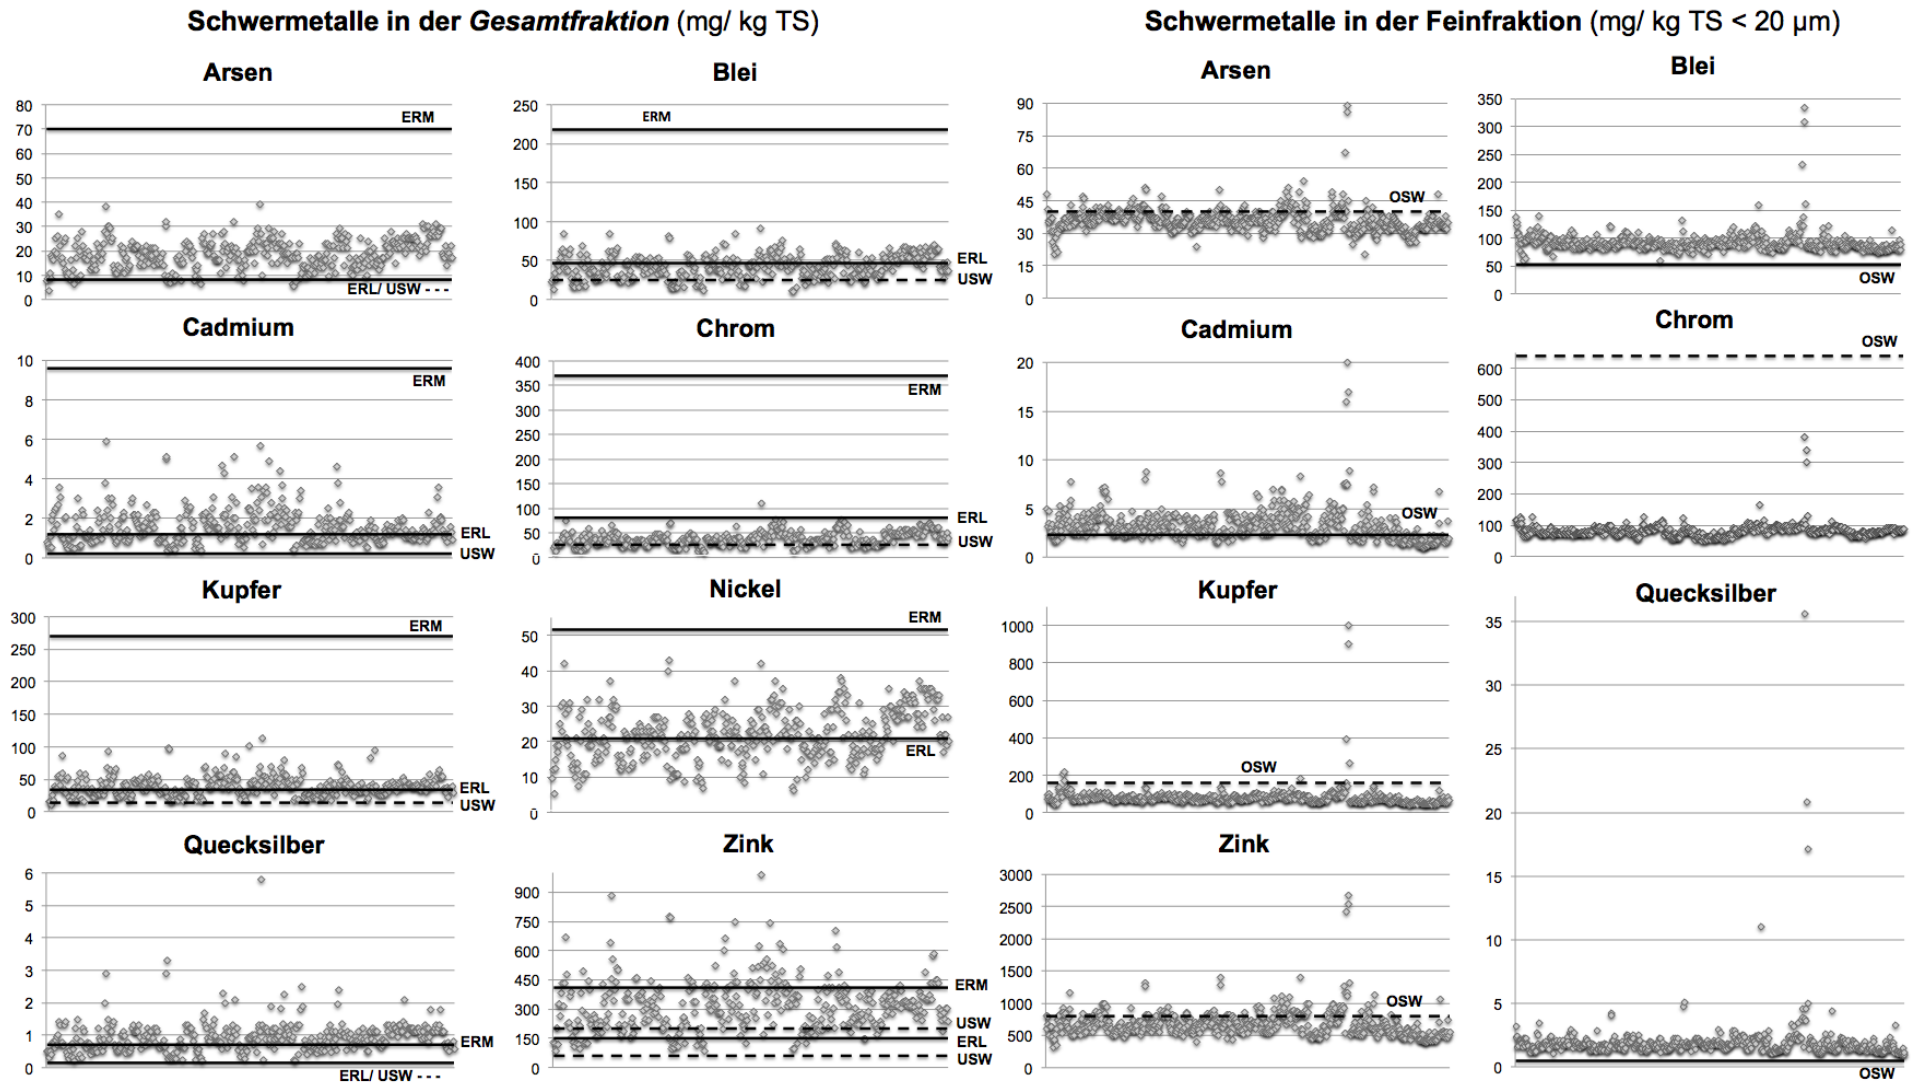 Schwermetalle in der Gesamtfraktion (mg/ kg TS)
Schwermetalle in der Feinfraktion (mg/ kg TS < 20 µm)
Arsen
80
70
60
50
40
30
20
10
0
ERM
ERL/ USW - - -
Blei
250
200
150
100
50
0
ERM
ERL
USW
Arsen
90
75
60
45
30
15
0
OSW
Blei
350
300
250
200
150
100
50
0
OSW
Cadmium
10
8
6
4
2
0
ERM
ERL
USW
Chrom
400
350
300
250
200
150
100
50
0
ERM
ERL
USW
Cadmium
20
15
10
5
0
OSW
Chrom
600
500
400
300
200
100
0
OSW
Kupfer
300
250
200
150
100
50
0
ERM
ERL
USW
Nickel
50
40
30
20
10
0
ERM
ERL
Kupfer
1000
800
600
400
200
0
OSW
Quecksilber
35
30
25
20
15
10
5
0
OSW
Quecksilber
6
5
4
3
2
1
0
ERM
ERL/ USW - - -
Zink
900
750
600
450
300
150
0
ERM
USW
ERL
USW
Zink
3000
2500
2000
1500
1000
500
0
OSW